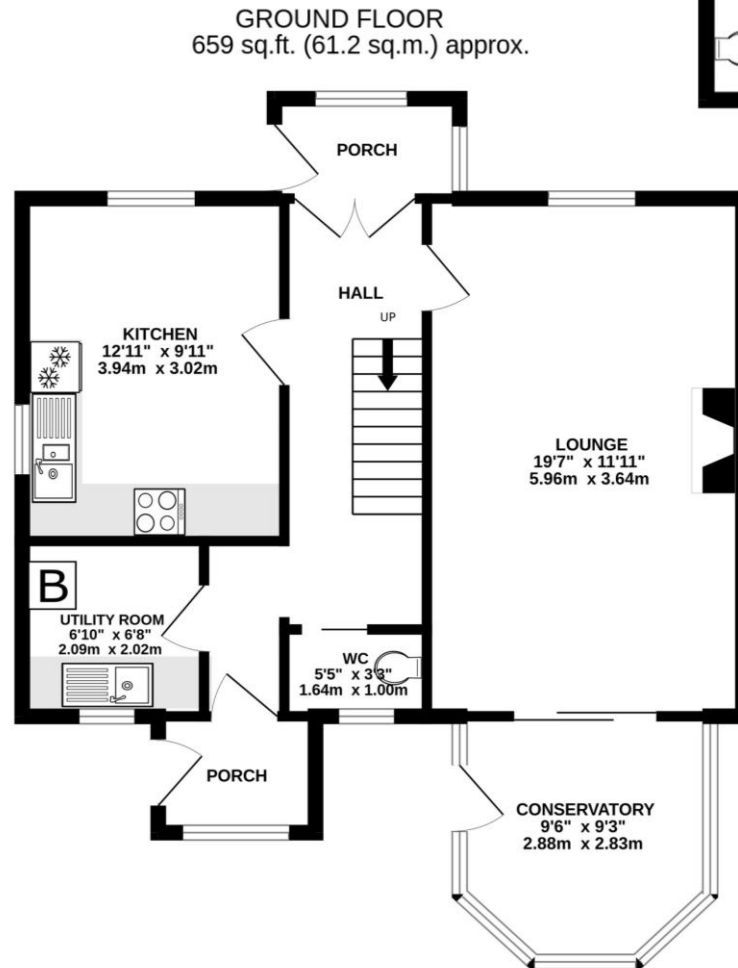 GROUND FLOOR
659 sq.ft. (61.2 sq.m.) approx.
PORCH
HALL
UP
KITCHEN
12'11" x 9'11"
3.94m x 3.02m
LOUNGE
19'7" x 11'11"
5.96m x 3.64m
B
UTILITY ROOM
6'10" x 6'8"
2.09m x 2.02m
WC
5'5" x 3'3"
1.64m x 1.00m
PORCH
CONSERVATORY
9'6" x 9'3"
2.88m x 2.83m